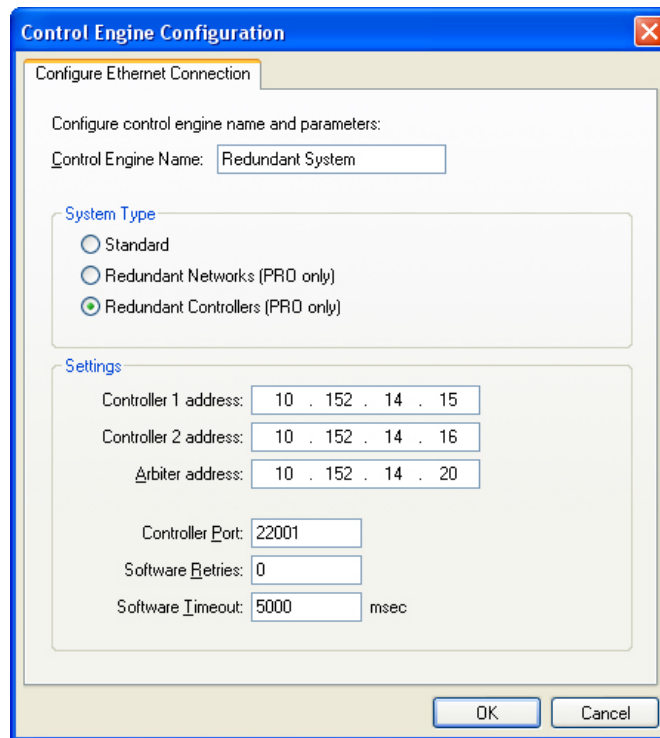 Control Engine Configuration
Configure Ethernet Connection
Configure control engine name and parameters:
Control Engine Name: Redundant System
System Type
Standard
Redundant Networks (PRO only)
Redundant Controllers (PRO only)
Settings
Controller 1 address: 10 . 152 . 14 . 15
Controller 2 address: 10 . 152 . 14 . 16
Arbiter address: 10 . 152 . 14 . 20
Controller Port: 22001
Software Retries: 0
Software Timeout: 5000 msec
OK Cancel